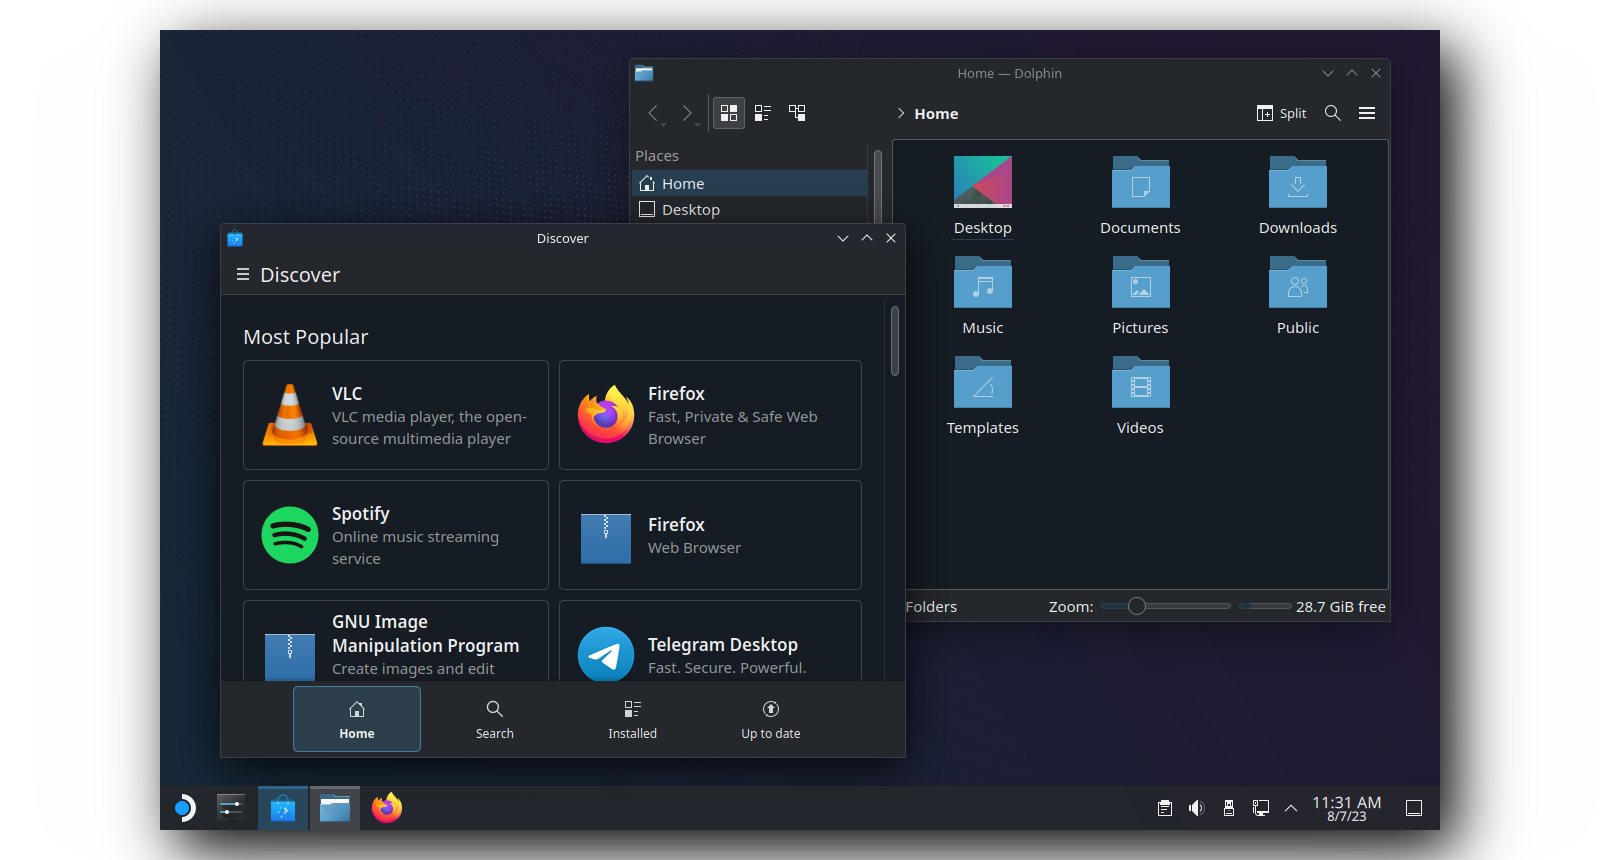 Home — Dolphin
Home
Split
Places
Home
Desktop
Desktop
Documents
Downloads
Music
Pictures
Public
Templates
Videos
Folders
Zoom:
28.7 GiB free
Discover
Discover
Most Popular
VLC
VLC media player, the open-
source multimedia player
Firefox
Fast, Private & Safe Web
Browser
Spotify
Online music streaming
service
Firefox
Web Browser
GNU Image
Manipulation Program
Create images and edit
Telegram Desktop
Fast. Secure. Powerful.
Home
Search
Installed
Up to date
11:31 AM
8/7/23